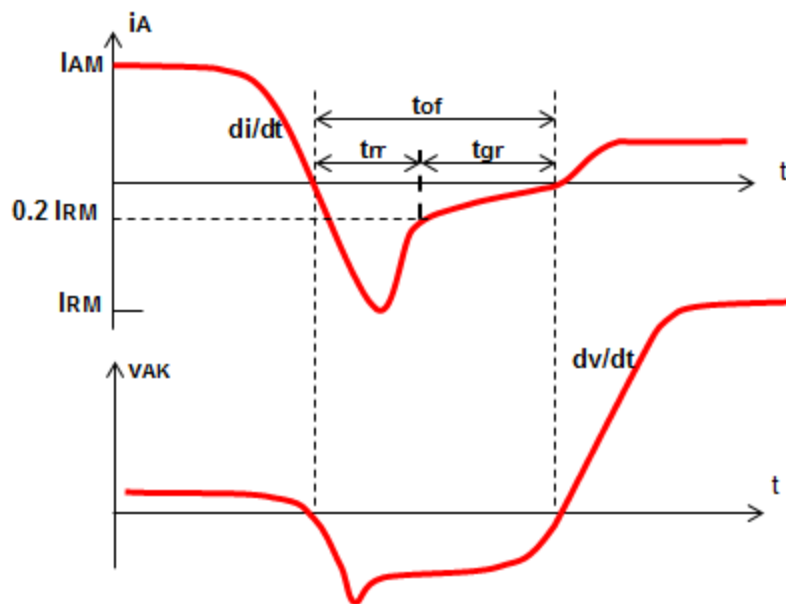 iA
IAM
di/dt
tof
trr
tgr
t
0.2 IRM
IRM
vAK
dv/dt
t